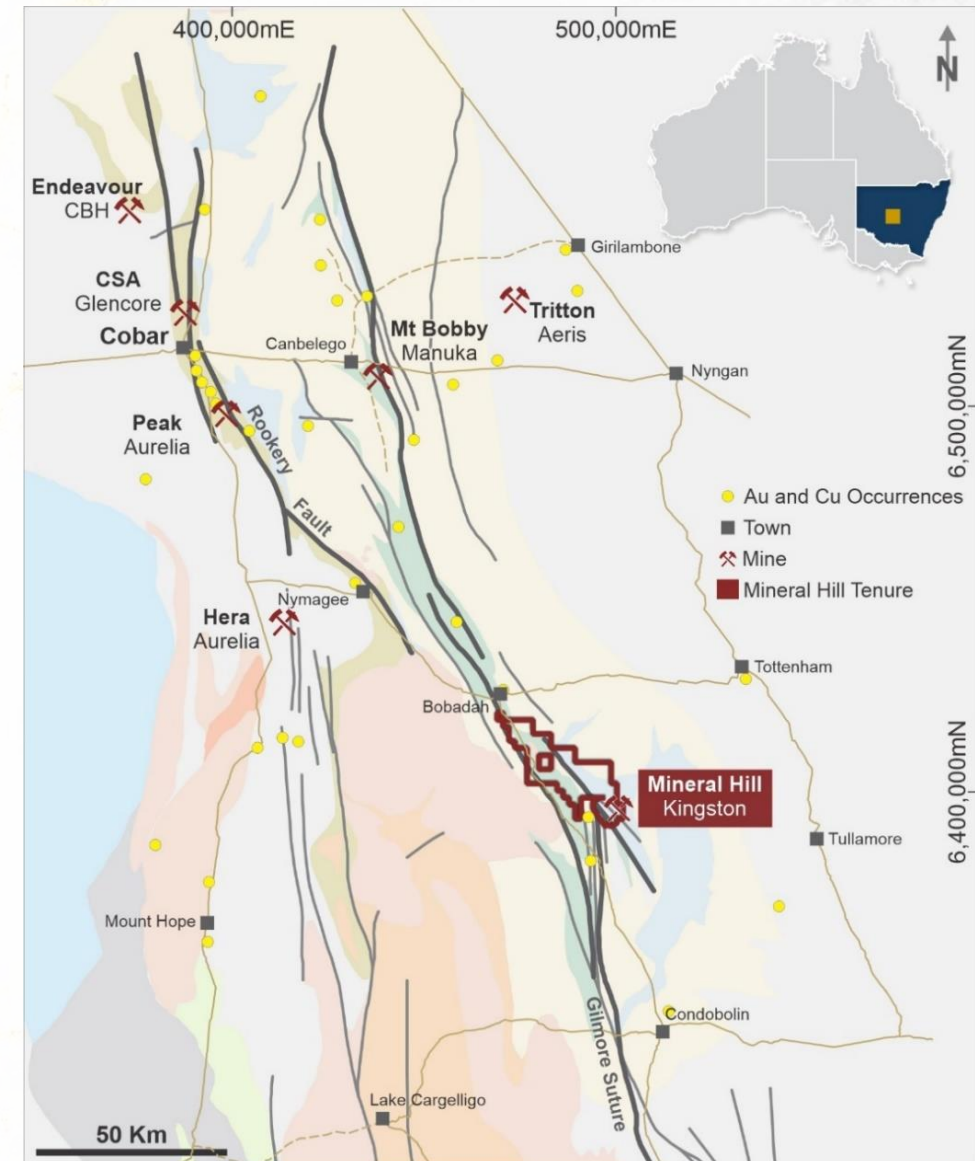 400,000mE
500,000mE
N
Endeavour
CBH
Girilambone
CSA
Glencore
Tritton
Aeris
Cobar
Canbelego
Mt Bobby
Manuka
Nyngan
6,500,000mN
Peak
Aurelia
Rookery
Fault
Au and Cu Occurrences
Town
Mine
Mineral Hill Tenure
Nymagee
Hera
Aurelia
Tottenham
Bobadah
Mineral Hill
Kingston
6,400,000mN
Tullamore
Mount Hope
Gilmore Suture
Condobolin
Lake Cargelligo
50 Km